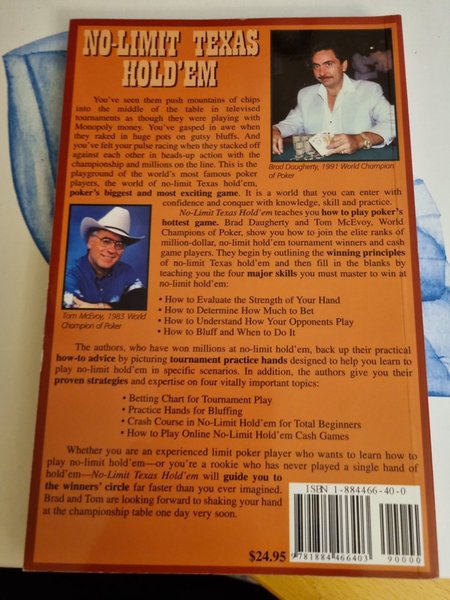 NO-LIMIT TEXAS
HOLD'EM
You've seen them push mountains of chips
into the middle of the table in televised
tournaments as though they were playing with
Monopoly money. You've gasped in awe when
they raked in huge pots on gutsy bluffs. And
you've felt your pulse racing when they stacked off
against each other in heads-up action with the
championship and millions on the line. This is the
playground of the world's most famous poker
players, the world of no-limit Texas hold'em,
poker's biggest and most exciting game. It is a world that you can enter with
confidence and conquer with knowledge, skill and practice.
Brad Daugherty, 1991 World Champion
of Poker
No-Limit Texas Hold'em teaches you how to play poker's
hottest game. Brad Daugherty and Tom McEvoy, World
Champions of Poker, show you how to join the elite ranks of
million-dollar, no-limit hold'em tournament winners and cash
game players. They begin by outlining the winning principles
of no-limit Texas hold'em and then fill in the blanks by
teaching you the four major skills you must master to win at
no-limit hold'em:
Tom McEvoy, 1983 World
Champion of Poker
• How to Evaluate the Strength of Your Hand
• How to Determine How Much to Bet
• How to Understand How Your Opponents Play
• How to Bluff and When to Do It
The authors, who have won millions at no-limit hold'em, back up their practical
how-to advice by picturing tournament practice hands designed to help you learn to
play no-limit hold'em in specific scenarios. In addition, the authors give you their
proven strategies and expertise on four vitally important topics:
• Betting Chart for Tournament Play
• Practice Hands for Bluffing
• Crash Course in No-Limit Hold'em for Total Beginners
• How to Play Online No-Limit Hold'em Cash Games
Whether you are an experienced limit poker player who wants to learn how to
play no-limit hold'em—or you're a rookie who has never played a single hand of
hold'em—No-Limit Texas Hold'em will guide you to
the winners' circle far faster than you ever imagined.
Brad and Tom are looking forward to shaking your hand
at the championship table one day very soon.
ISBN 1-884466-40-0
$24.95
9 781884 466403
90000